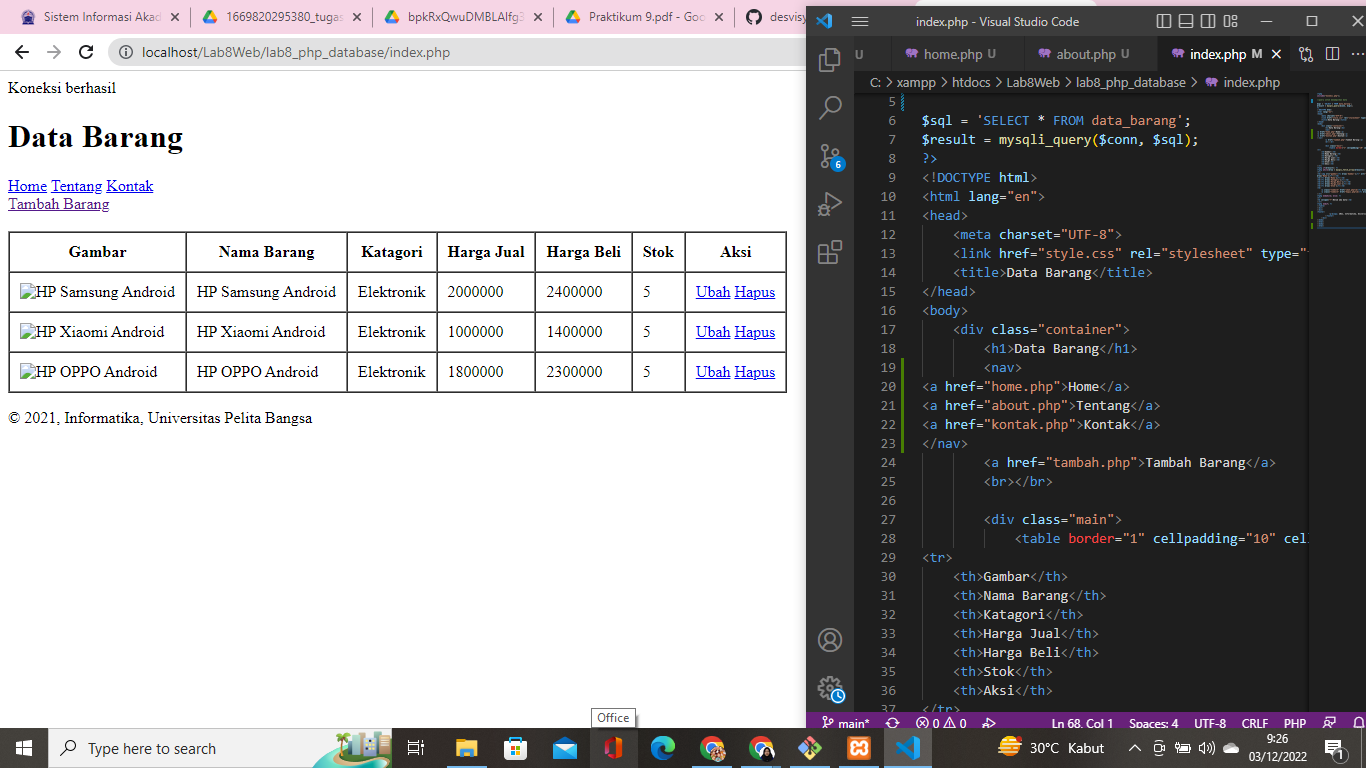 Sistem Informasi Akad
1669820295380_tugas
bpkRxQwuDMBLAlfg3
Praktikum 9.pdf - Goo
desvisy
localhost/Lab8Web/lab8_php_database/index.php
Koneksi berhasil
Data Barang
Home Tentang Kontak
Tambah Barang
Gambar Nama Barang Katagori Harga Jual Harga Beli Stok Aksi
HP Samsung Android HP Samsung Android Elektronik 2000000 2400000 5 Ubah Hapus
HP Xiaomi Android HP Xiaomi Android Elektronik 1000000 1400000 5 Ubah Hapus
HP OPPO Android HP OPPO Android Elektronik 1800000 2300000 5 Ubah Hapus
© 2021, Informatika, Universitas Pelita Bangsa
index.php - Visual Studio Code
U home.php U about.php U index.php M
C: > xampp > htdocs > Lab8Web > lab8_php_database > index.php
5
6 $sql = 'SELECT * FROM data_barang';
7 $result = mysqli_query($conn, $sql);
8 ?>
9 <!DOCTYPE html>
10 <html lang="en">
11 <head>
12 <meta charset="UTF-8">
13 <link href="style.css" rel="stylesheet" type="
14 <title>Data Barang</title>
15 </head>
16 <body>
17 <div class="container">
18 <h1>Data Barang</h1>
19 <nav>
20 <a href="home.php">Home</a>
21 <a href="about.php">Tentang</a>
22 <a href="kontak.php">Kontak</a>
23 </nav>
24 <a href="tambah.php">Tambah Barang</a>
25 <br></br>
26
27 <div class="main">
28 <table border="1" cellpadding="10" cel
29 <tr>
30 <th>Gambar</th>
31 <th>Nama Barang</th>
32 <th>Katagori</th>
33 <th>Harga Jual</th>
34 <th>Harga Beli</th>
35 <th>Stok</th>
36 <th>Aksi</th>
37 </tr>
6
main* 0 0 Ln 68, Col 1 Spaces: 4 UTF-8 CRLF PHP
Office
Type here to search
30°C Kabut
9:26
03/12/2022
1